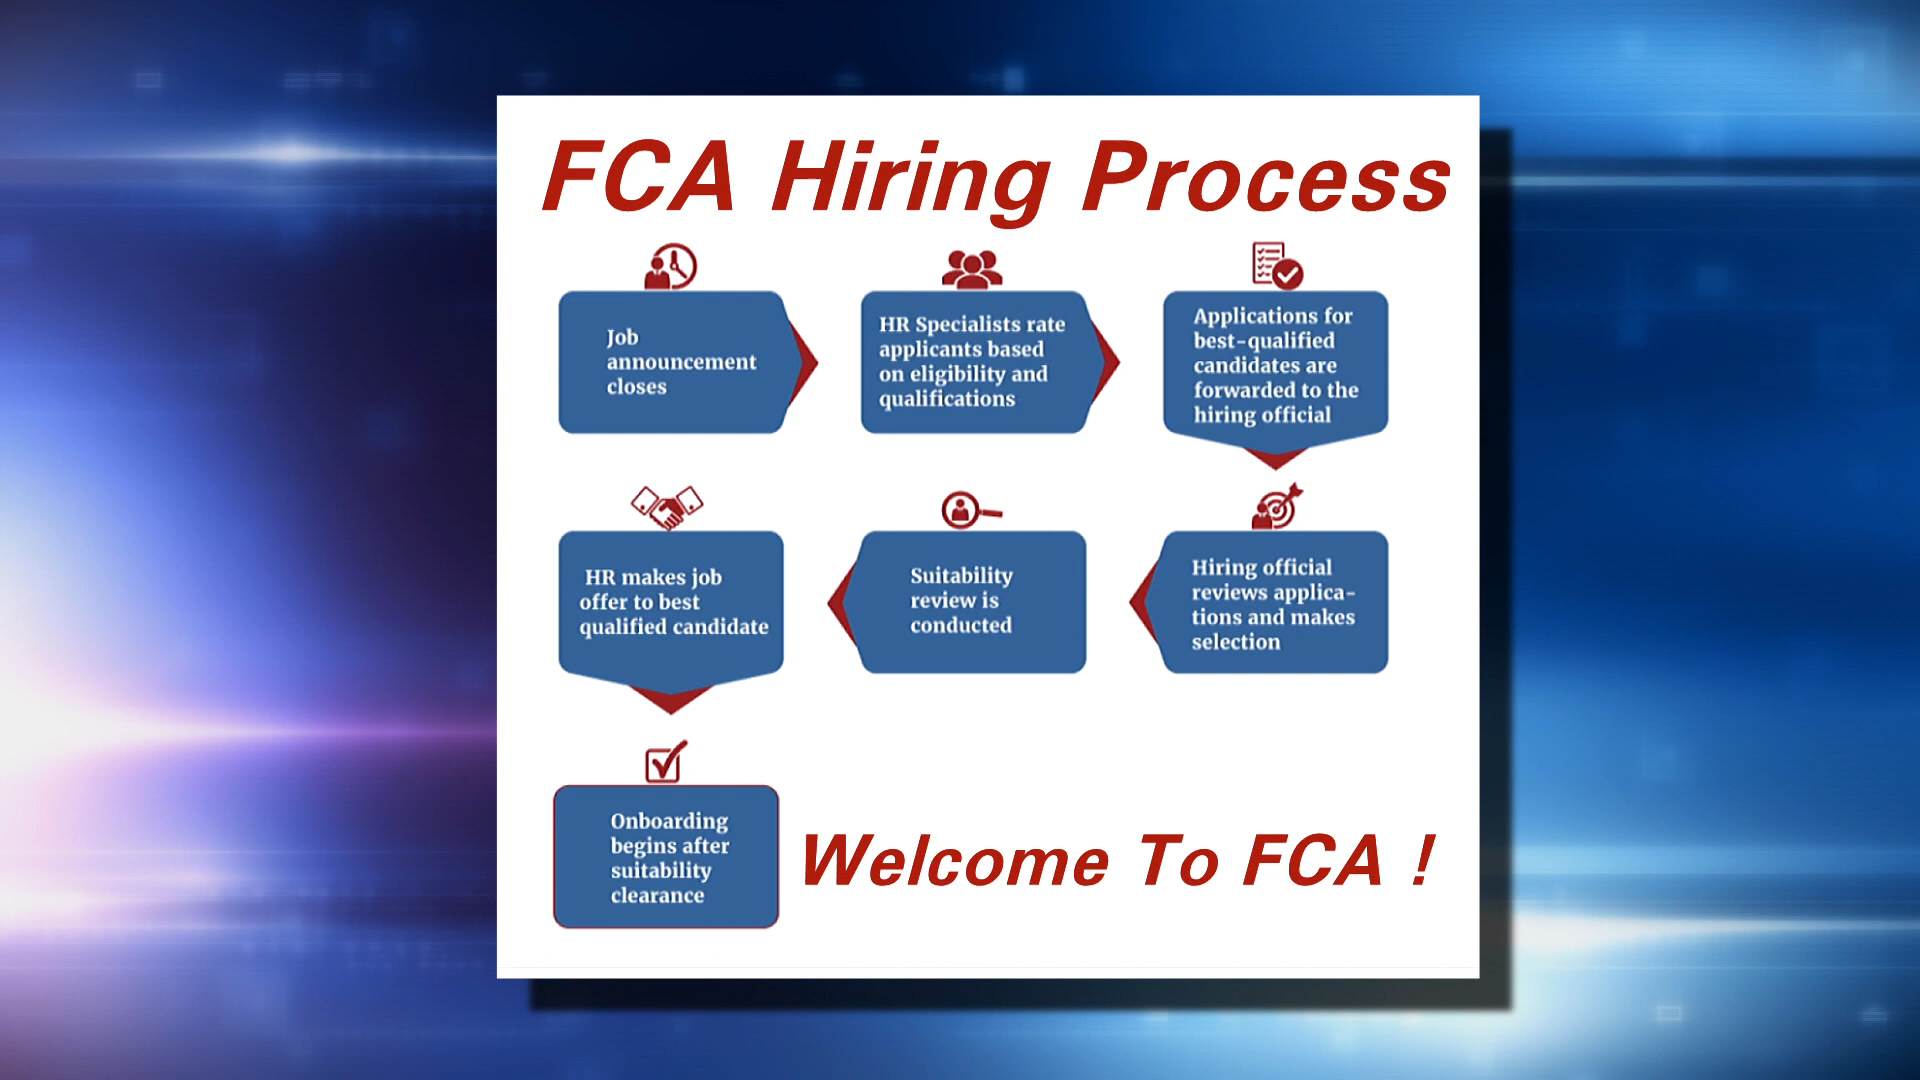 FCA Hiring Process
Job
announcement
closes
HR Specialists rate
applicants based
on eligibility and
qualifications
Applications for
best-qualified
candidates are
forwarded to the
hiring official
Hiring official
reviews applica-
tions and makes
selection
Suitability
review is
conducted
HR makes job
offer to best
qualified candidate
Onboarding
begins after
suitability
clearance
Welcome To FCA !